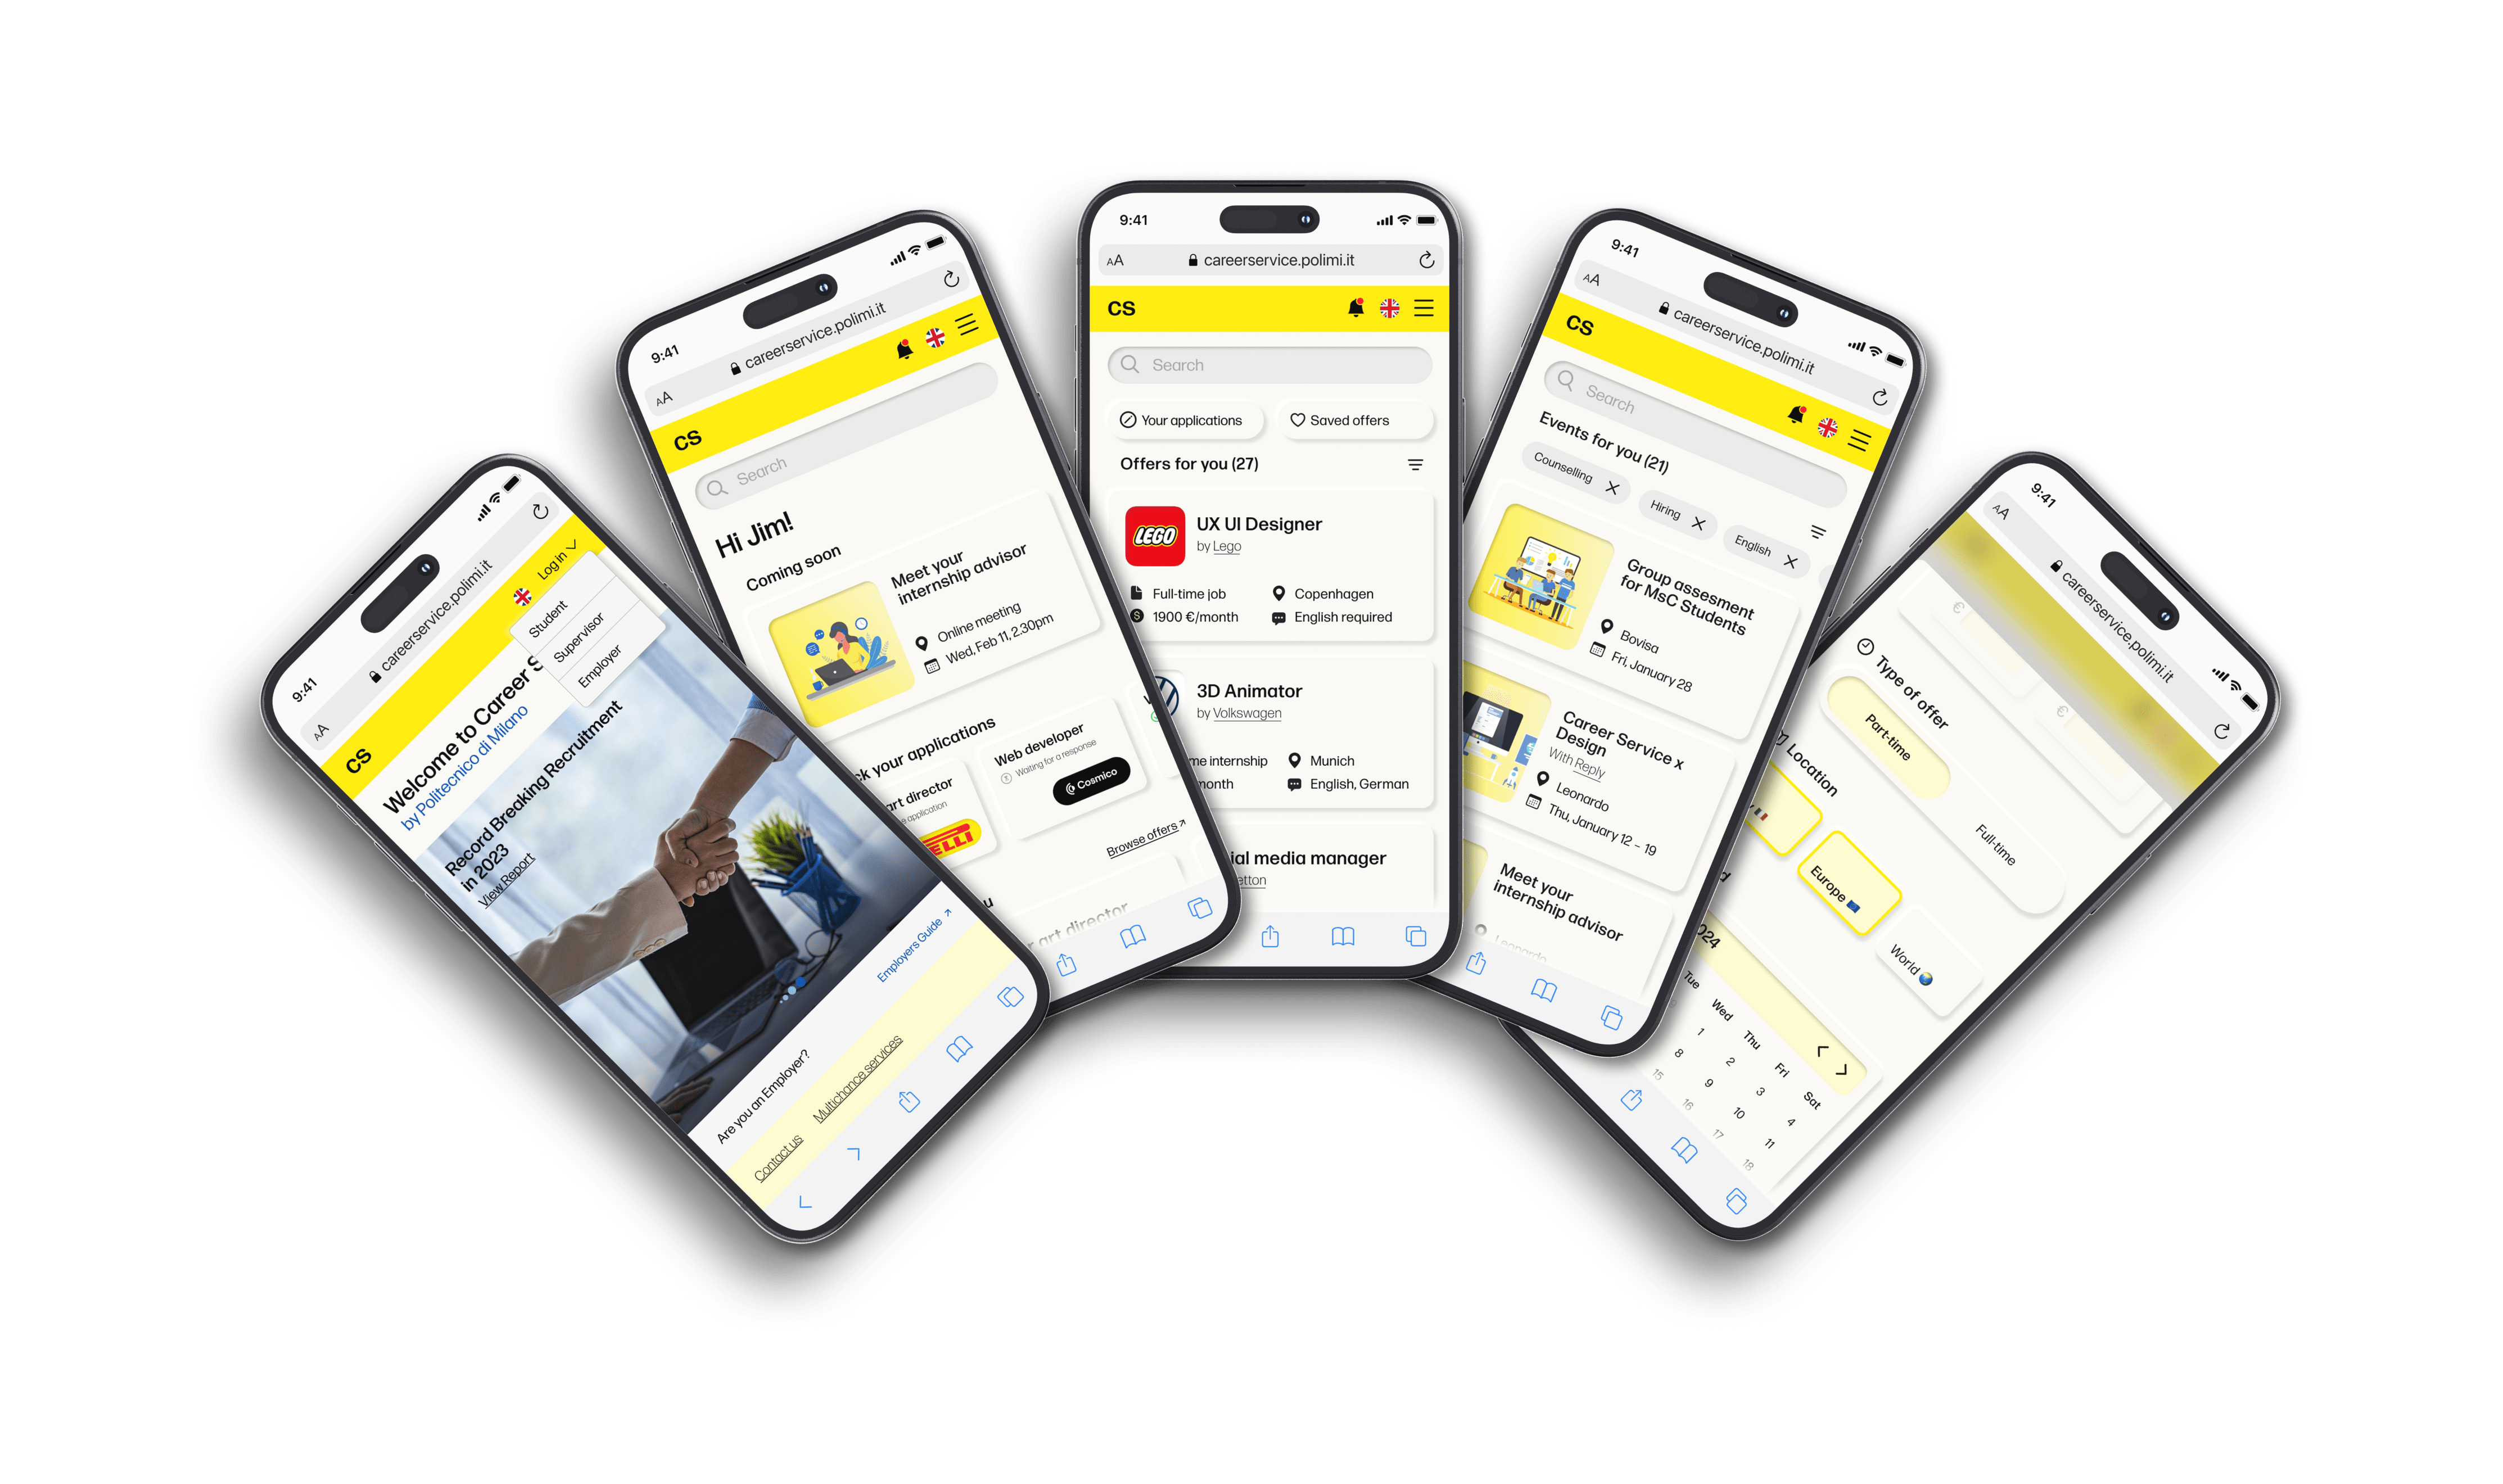 9:41
AA careerservice.polimi.it
CS Log in
Student
Supervisor
Employer
Welcome to Career S
by Politecnico di Milano
Record Breaking Recruitment
in 2023
View Report
Are you an Employer?
Employers Guide
Contact us Multichance services
9:41
AA careerservice.polimi.it
CS
Search
Hi Jim!
Coming soon
Meet your
internship advisor
Online meeting
Wed, Feb 11, 2.30pm
ck your applications
art director
e application
ELLI
Web developer
Waiting for a response
Cosmico
Browse offers
u
r art director
9:41
AA careerservice.polimi.it
CS
Search
Your applications Saved offers
Offers for you (27)
LEGO
UX UI Designer
by Lego
Full-time job Copenhagen
1900 €/month English required
3D Animator
by Volkswagen
me internship Munich
month English, German
ial media manager
etton
9:41
AA careerservice.polimi.it
CS
Search
Events for you (21)
Counselling Hiring English
Group assesment
for MsC Students
Bovisa
Fri, January 28
Career Service x
Design
With Reply
Leonardo
Thu, January 12 - 19
Meet your
internship advisor
Leonardo
9:41
AA careerservice.polimi.it
€ €
Type of offer
Part-time Full-time
Location
Europe World
d
024
Tue Wed Thu Fri Sat
1 2 3 4
8 9 10 11
15 16 17 18